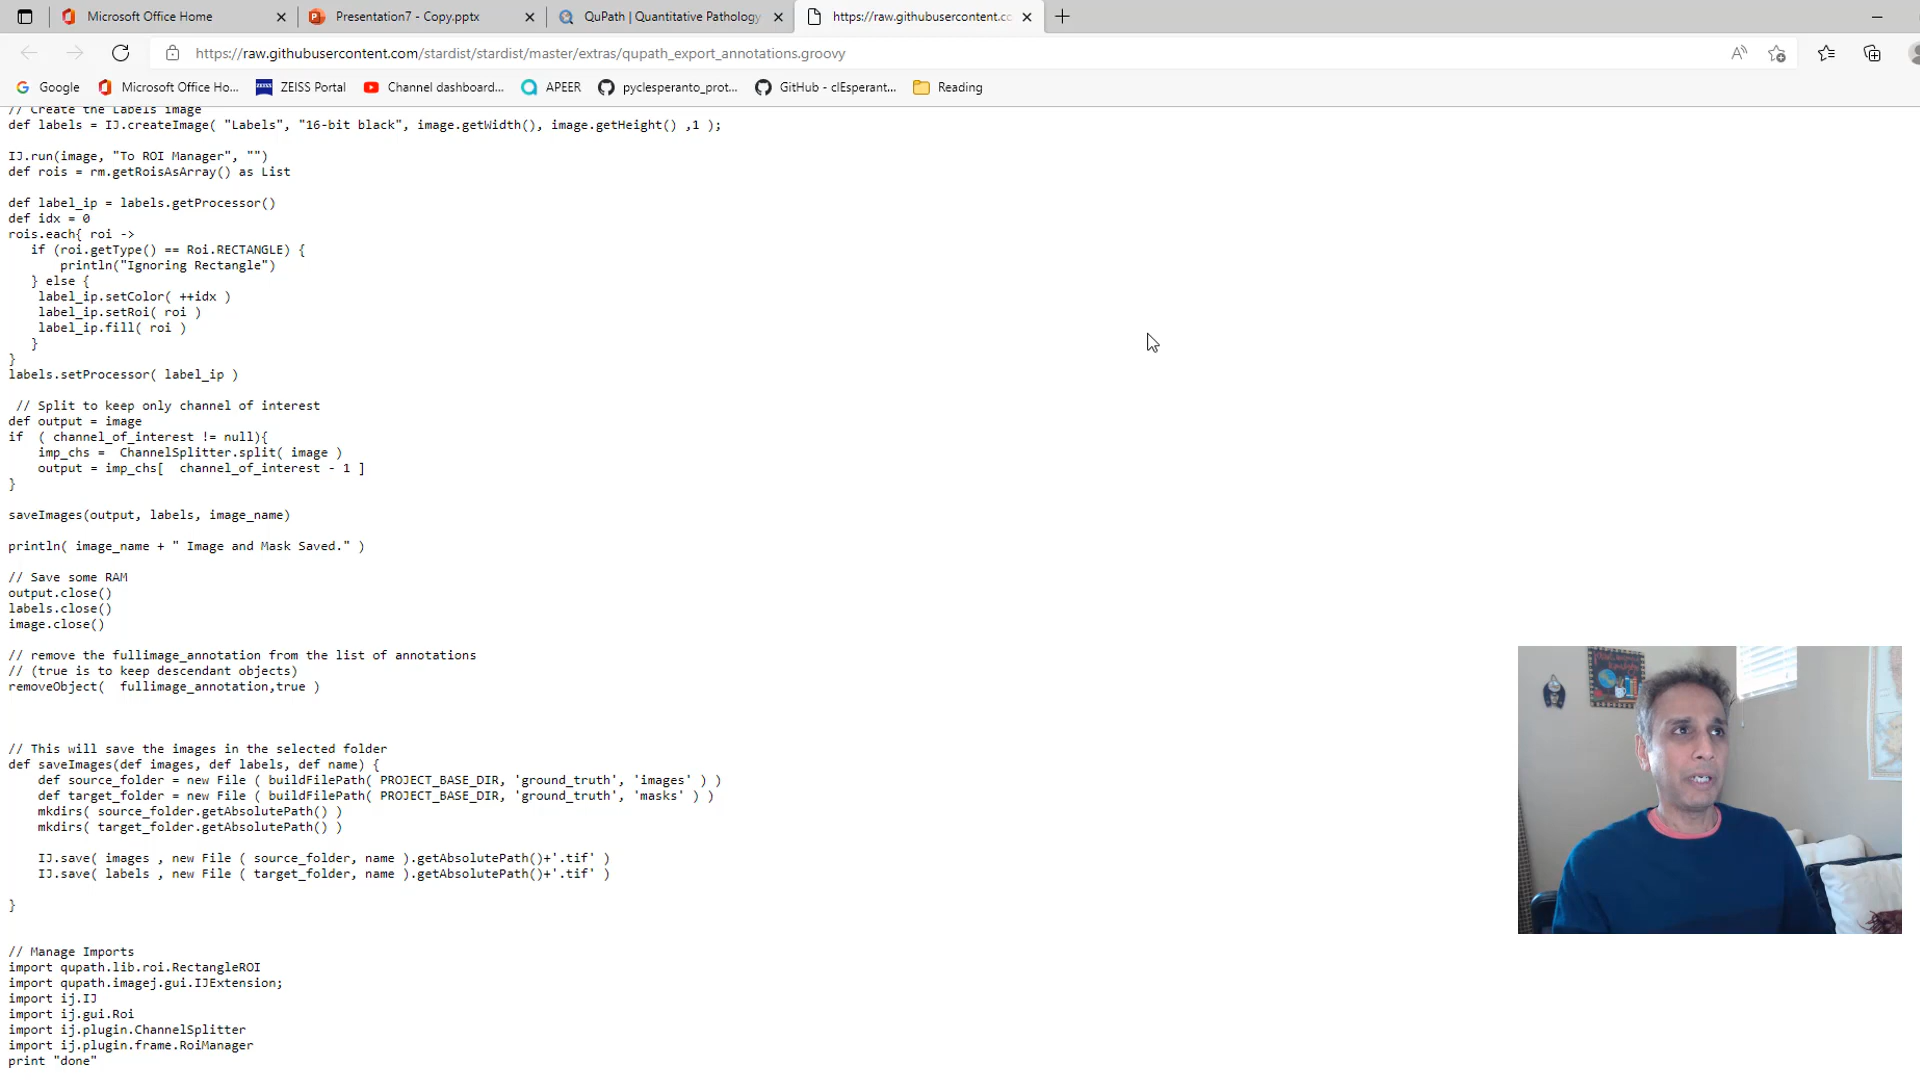 Microsoft Office Home
Presentation7 - Copy.pptx
QuPath | Quantitative Pathology
https://raw.githubusercontent.cc
https://raw.githubusercontent.com/stardist/stardist/master/extras/qupath_export_annotations.groovy
Google
Microsoft Office Ho...
ZEISS Portal
Channel dashboard...
APEER
pyclesperanto_prot...
GitHub - clEsperant...
Reading
// Create the Labels image
def labels = IJ.createImage( "Labels", "16-bit black", image.getWidth(), image.getHeight() ,1 );
IJ.run(image, "To ROI Manager", "")
def rois = rm.getRoisAsArray() as List
def label_ip = labels.getProcessor()
def idx = 0
rois.each{ roi ->
if (roi.getType() == Roi.RECTANGLE) {
println("Ignoring Rectangle")
} else {
label_ip.setColor( ++idx )
label_ip.setRoi( roi )
label_ip.fill( roi )
}
}
labels.setProcessor( label_ip )
// Split to keep only channel of interest
def output = image
if  ( channel_of_interest != null){
imp_chs =  ChannelSplitter.split( image )
output = imp_chs[  channel_of_interest - 1 ]
}
saveImages(output, labels, image_name)
println( image_name + " Image and Mask Saved." )
// Save some RAM
output.close()
labels.close()
image.close()
// remove the fullimage_annotation from the list of annotations
// (true is to keep descendant objects)
removeObject(  fullimage_annotation,true )
// This will save the images in the selected folder
def saveImages(def images, def labels, def name) {
def source_folder = new File ( buildFilePath( PROJECT_BASE_DIR, 'ground_truth', 'images' ) )
def target_folder = new File ( buildFilePath( PROJECT_BASE_DIR, 'ground_truth', 'masks' ) )
mkdirs( source_folder.getAbsolutePath() )
mkdirs( target_folder.getAbsolutePath() )
IJ.save( images , new File ( source_folder, name ).getAbsolutePath()+'.tif' )
IJ.save( labels , new File ( target_folder, name ).getAbsolutePath()+'.tif' )
}
// Manage Imports
import qupath.lib.roi.RectangleROI
import qupath.imagej.gui.IJExtension;
import ij.IJ
import ij.gui.Roi
import ij.plugin.ChannelSplitter
import ij.plugin.frame.RoiManager
print "done"